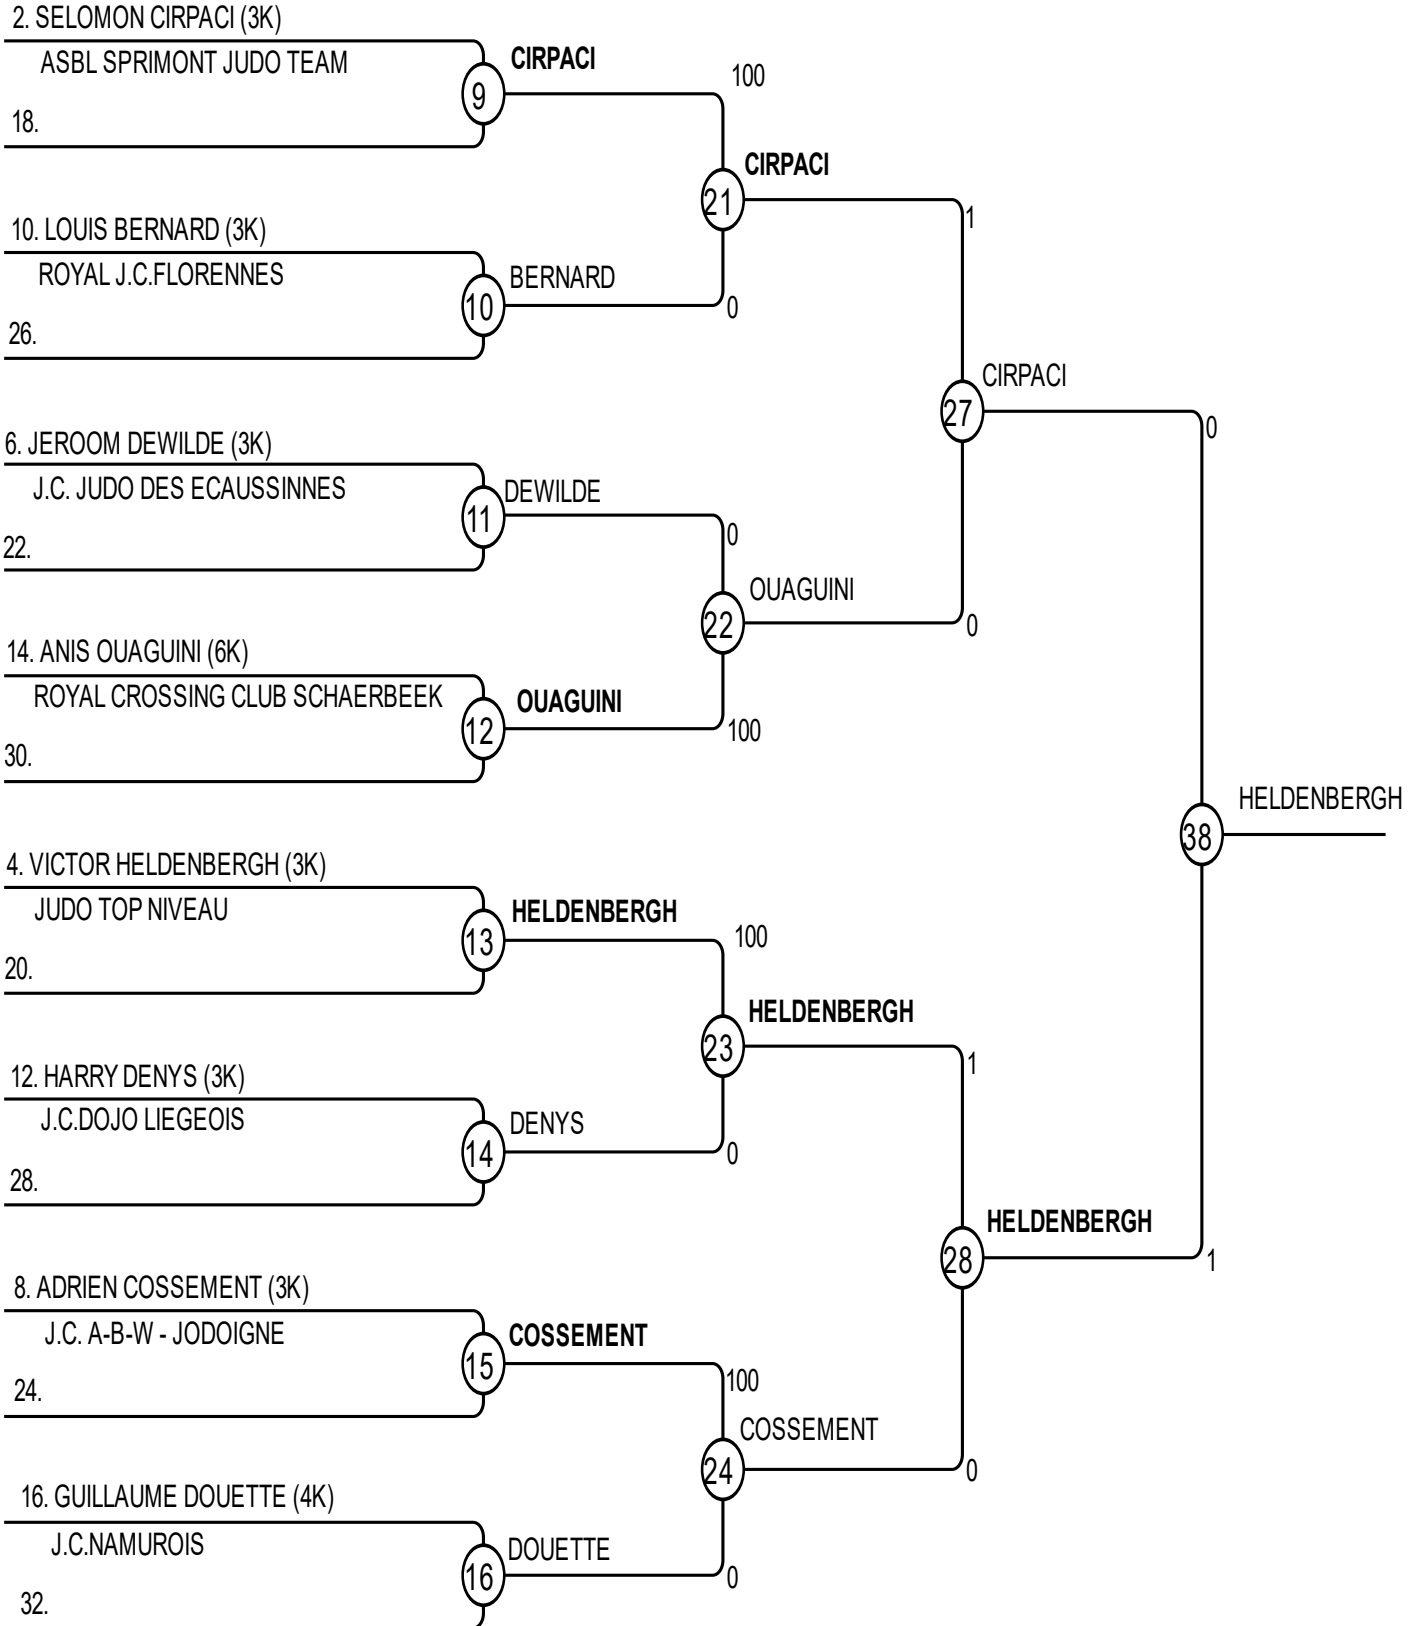 2. SELOMON CIRPACI (3K)
ASBL SPRIMONT JUDO TEAM
9
CIRPACI
100
18.
21
CIRPACI
1
10. LOUIS BERNARD (3K)
ROYAL J.C.FLORENNES
10
BERNARD
0
26.
27
CIRPACI
0
6. JEROOM DEWILDE (3K)
J.C. JUDO DES ECAUSSINNES
11
DEWILDE
0
22.
22
OUAGUINI
0
14. ANIS OUAGUINI (6K)
ROYAL CROSSING CLUB SCHAERBEEK
12
OUAGUINI
100
30.
38
HELDENBERGH
4. VICTOR HELDENBERGH (3K)
JUDO TOP NIVEAU
13
HELDENBERGH
100
20.
23
HELDENBERGH
1
12. HARRY DENYS (3K)
J.C.DOJO LIEGEOIS
14
DENYS
0
28.
28
HELDENBERGH
1
8. ADRIEN COSSEMENT (3K)
J.C. A-B-W - JODOIGNE
15
COSSEMENT
100
24.
24
COSSEMENT
0
16. GUILLAUME DOUETTE (4K)
J.C.NAMUROIS
16
DOUETTE
0
32.